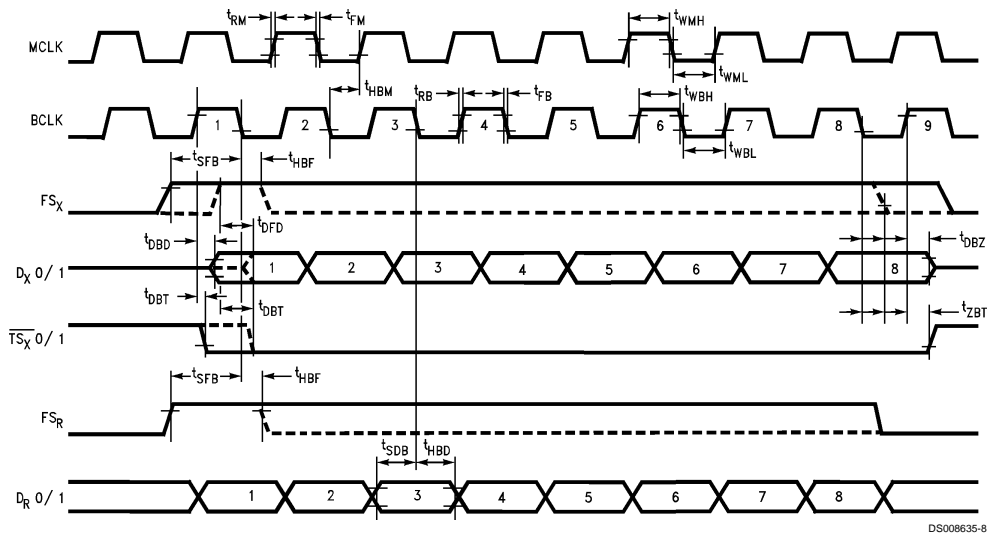 tRM tFM tWMH
MCLK
tWML
tHBM tRB tFB tWBH
BCLK 1 2 3 4 5 6 7 8 9
tSFB tHBF tWBL
FSX
tDFD
tDBD tDBZ
DX 0/1 1 2 3 4 5 6 7 8
tDBT tDBT tZBT
TSX 0/1
tSFB tHBF
FSR
tSDB tHBD
DR 0/1 1 2 3 4 5 6 7 8
DS008635-8